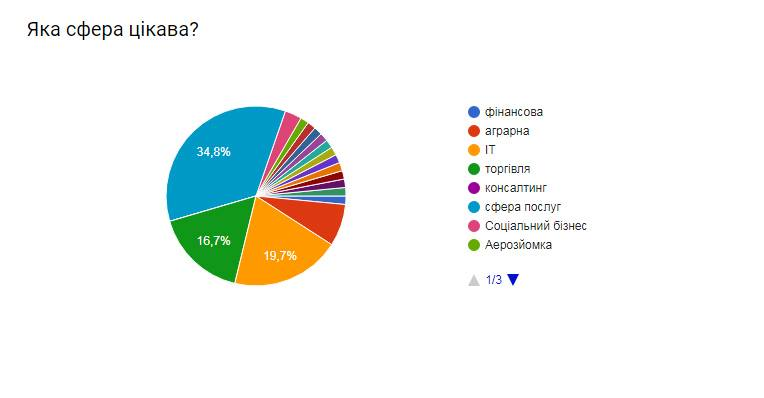 Яка сфера цікава?
34,8%
16,7%
19,7%
фінансова
аграрна
ІТ
торгівля
консалтинг
сфера послуг
Соціальний бізнес
Аерозйомка
1/3